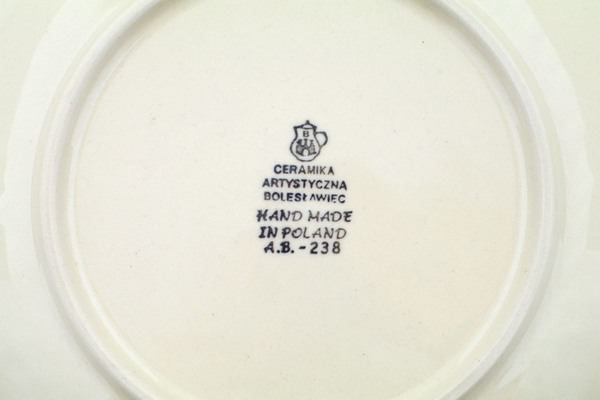 B
CERAMIKA
ARTYSTYCZNA
BOLESŁAWIEC
HAND MADE
IN POLAND
A.B.-238